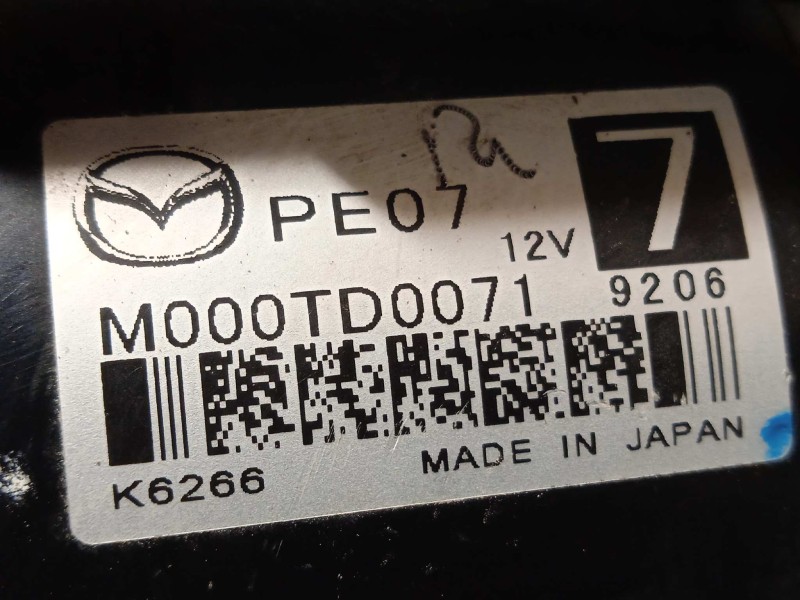 PE07
12V
7
M000TD0071
9206
K6266
MADE IN JAPAN